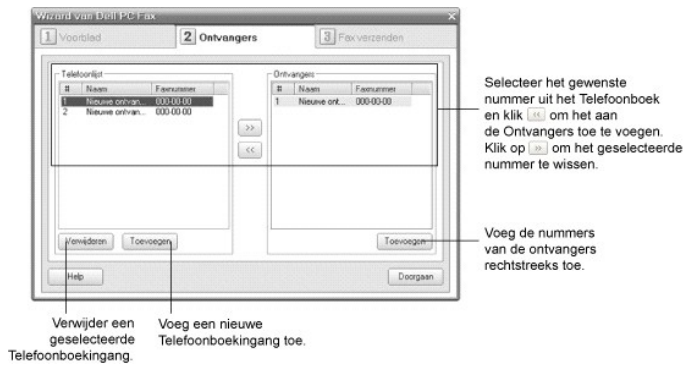 Wizard van Dell PC Fax
1 Voorblad
2 Ontvangers
3 Fax verzenden
Telefoonlijst
# Naam Faxnummer
1 Nieuwe ontvan... 000-00-00
2 Nieuwe ontvan... 000-00-00
>>
<<
Ontvangers
# Naam Faxnummer
1 Nieuwe ont... 000-00-00
Verwijderen
Toevoegen
Toevoegen
Help
Doorgaan
Selecteer het gewenste
nummer uit het Telefoonboek
en klik << om het aan
de Ontvangers toe te voegen.
Klik op >> om het geselecteerde
nummer te wissen.
Voeg de nummers
van de ontvangers
rechtstreeks toe.
Verwijder een
geselecteerde
Telefoonboekingang.
Voeg een nieuwe
Telefoonboekingang toe.